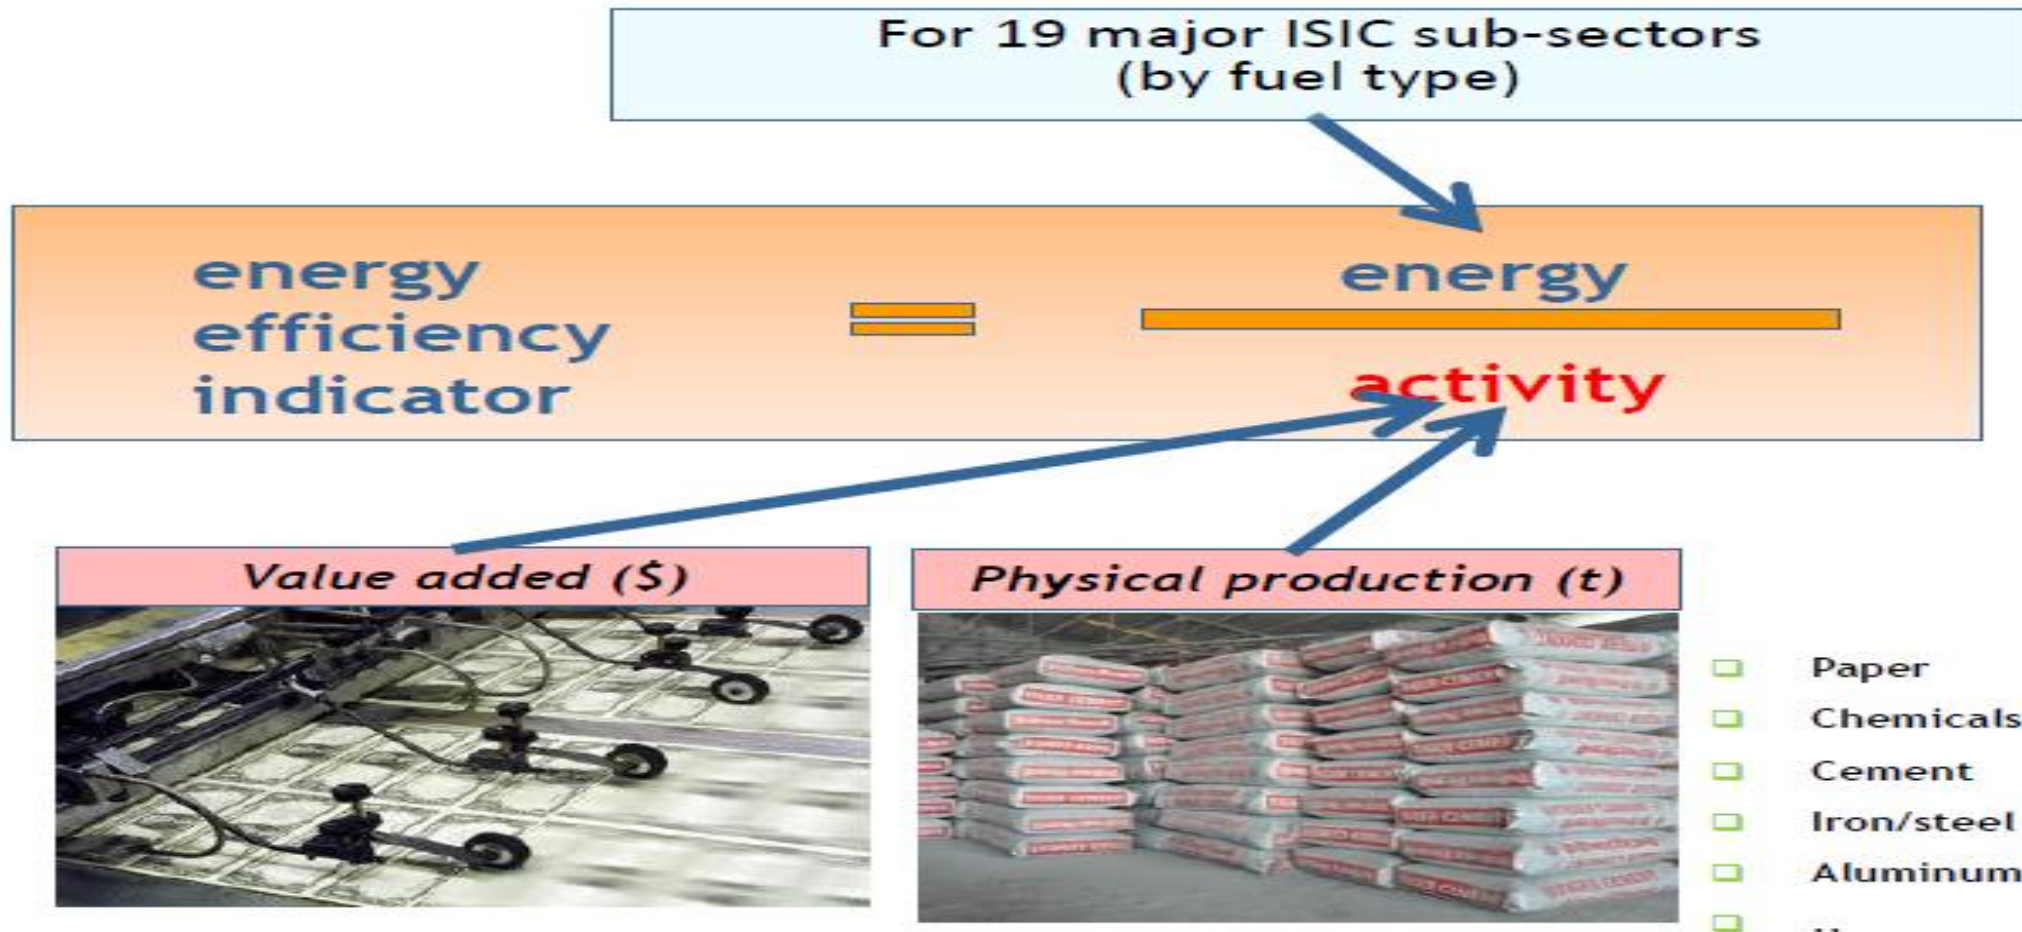 For 19 major ISIC sub-sectors
(by fuel type)
energy
efficiency
indicator
energy
activity
Value added ($)
Physical production (t)
Paper
Chemicals
Cement
Iron/steel
Aluminum